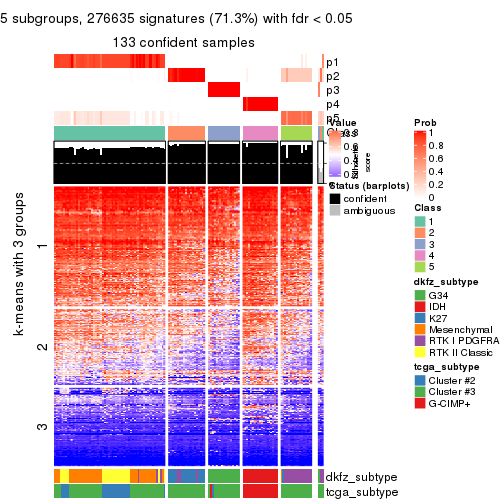 5 subgroups, 276635 signatures (71.3%) with fdr < 0.05
133 confident samples
p1
p2
p3
p4
p5
k-means with 3 groups
1
2
3
Value
Silhouette
score
Status (barplots)
confident
ambiguous
Prob
1
0.8
0.6
0.4
0.2
0
Class
1
2
3
4
5
dkfz_subtype
G34
IDH
K27
Mesenchymal
RTK I PDGFRA
RTK II Classic
tcga_subtype
Cluster #2
Cluster #3
G-CIMP+
dkfz_subtype
tcga_subtype